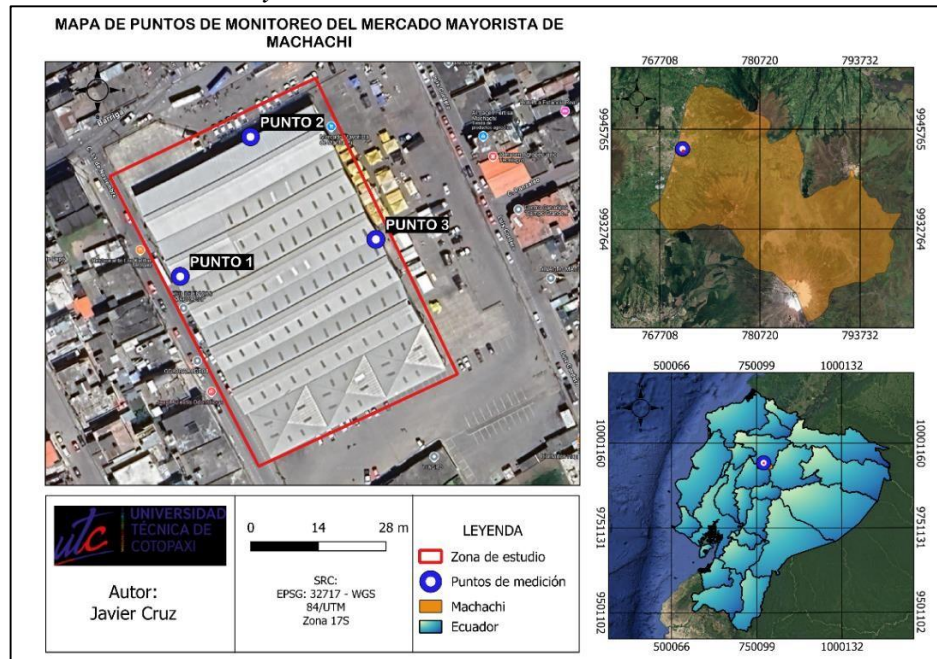 MAPA DE PUNTOS DE MONITOREO DEL MERCADO MAYORISTA DE
MACHACHI
PUNTO 2
PUNTO 3
PUNTO 1
767708 780720 793732
9945765 9945765
9932764 9932764
767708 780720 793732
500066 750099 1000132
10001160 10001160
9751131 9751131
9501102 9501102
500066 750099 1000132
utc UNIVERSIDAD
TÉCNICA DE
COTOPAXI
Autor:
Javier Cruz
0 14 28 m
SRC:
EPSG: 32717 - WGS
84/UTM
Zona 17S
LEYENDA
Zona de estudio
Puntos de medición
Machachi
Ecuador